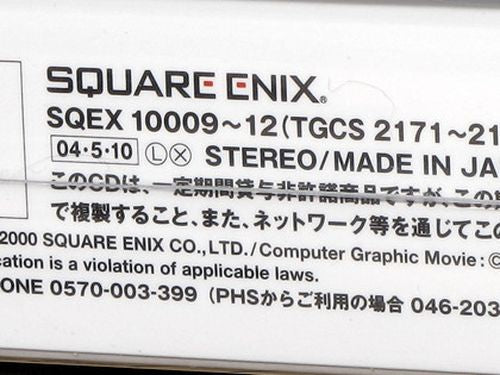 SQUARE ENIX®
SQEX 10009~12(TGCS 2171~21
04・5・10 Ⓛ Ⓧ STEREO/MADE IN JA
このCDは、一定期間貸与非許諾商品ですが、この
で複製すること、また、ネットワーク等を通じてこの
2000 SQUARE ENIX CO.,LTD./Computer Graphic Movie:©
cation is a violation of applicable laws.
ONE 0570-003-399 (PHSからご利用の場合 046-203